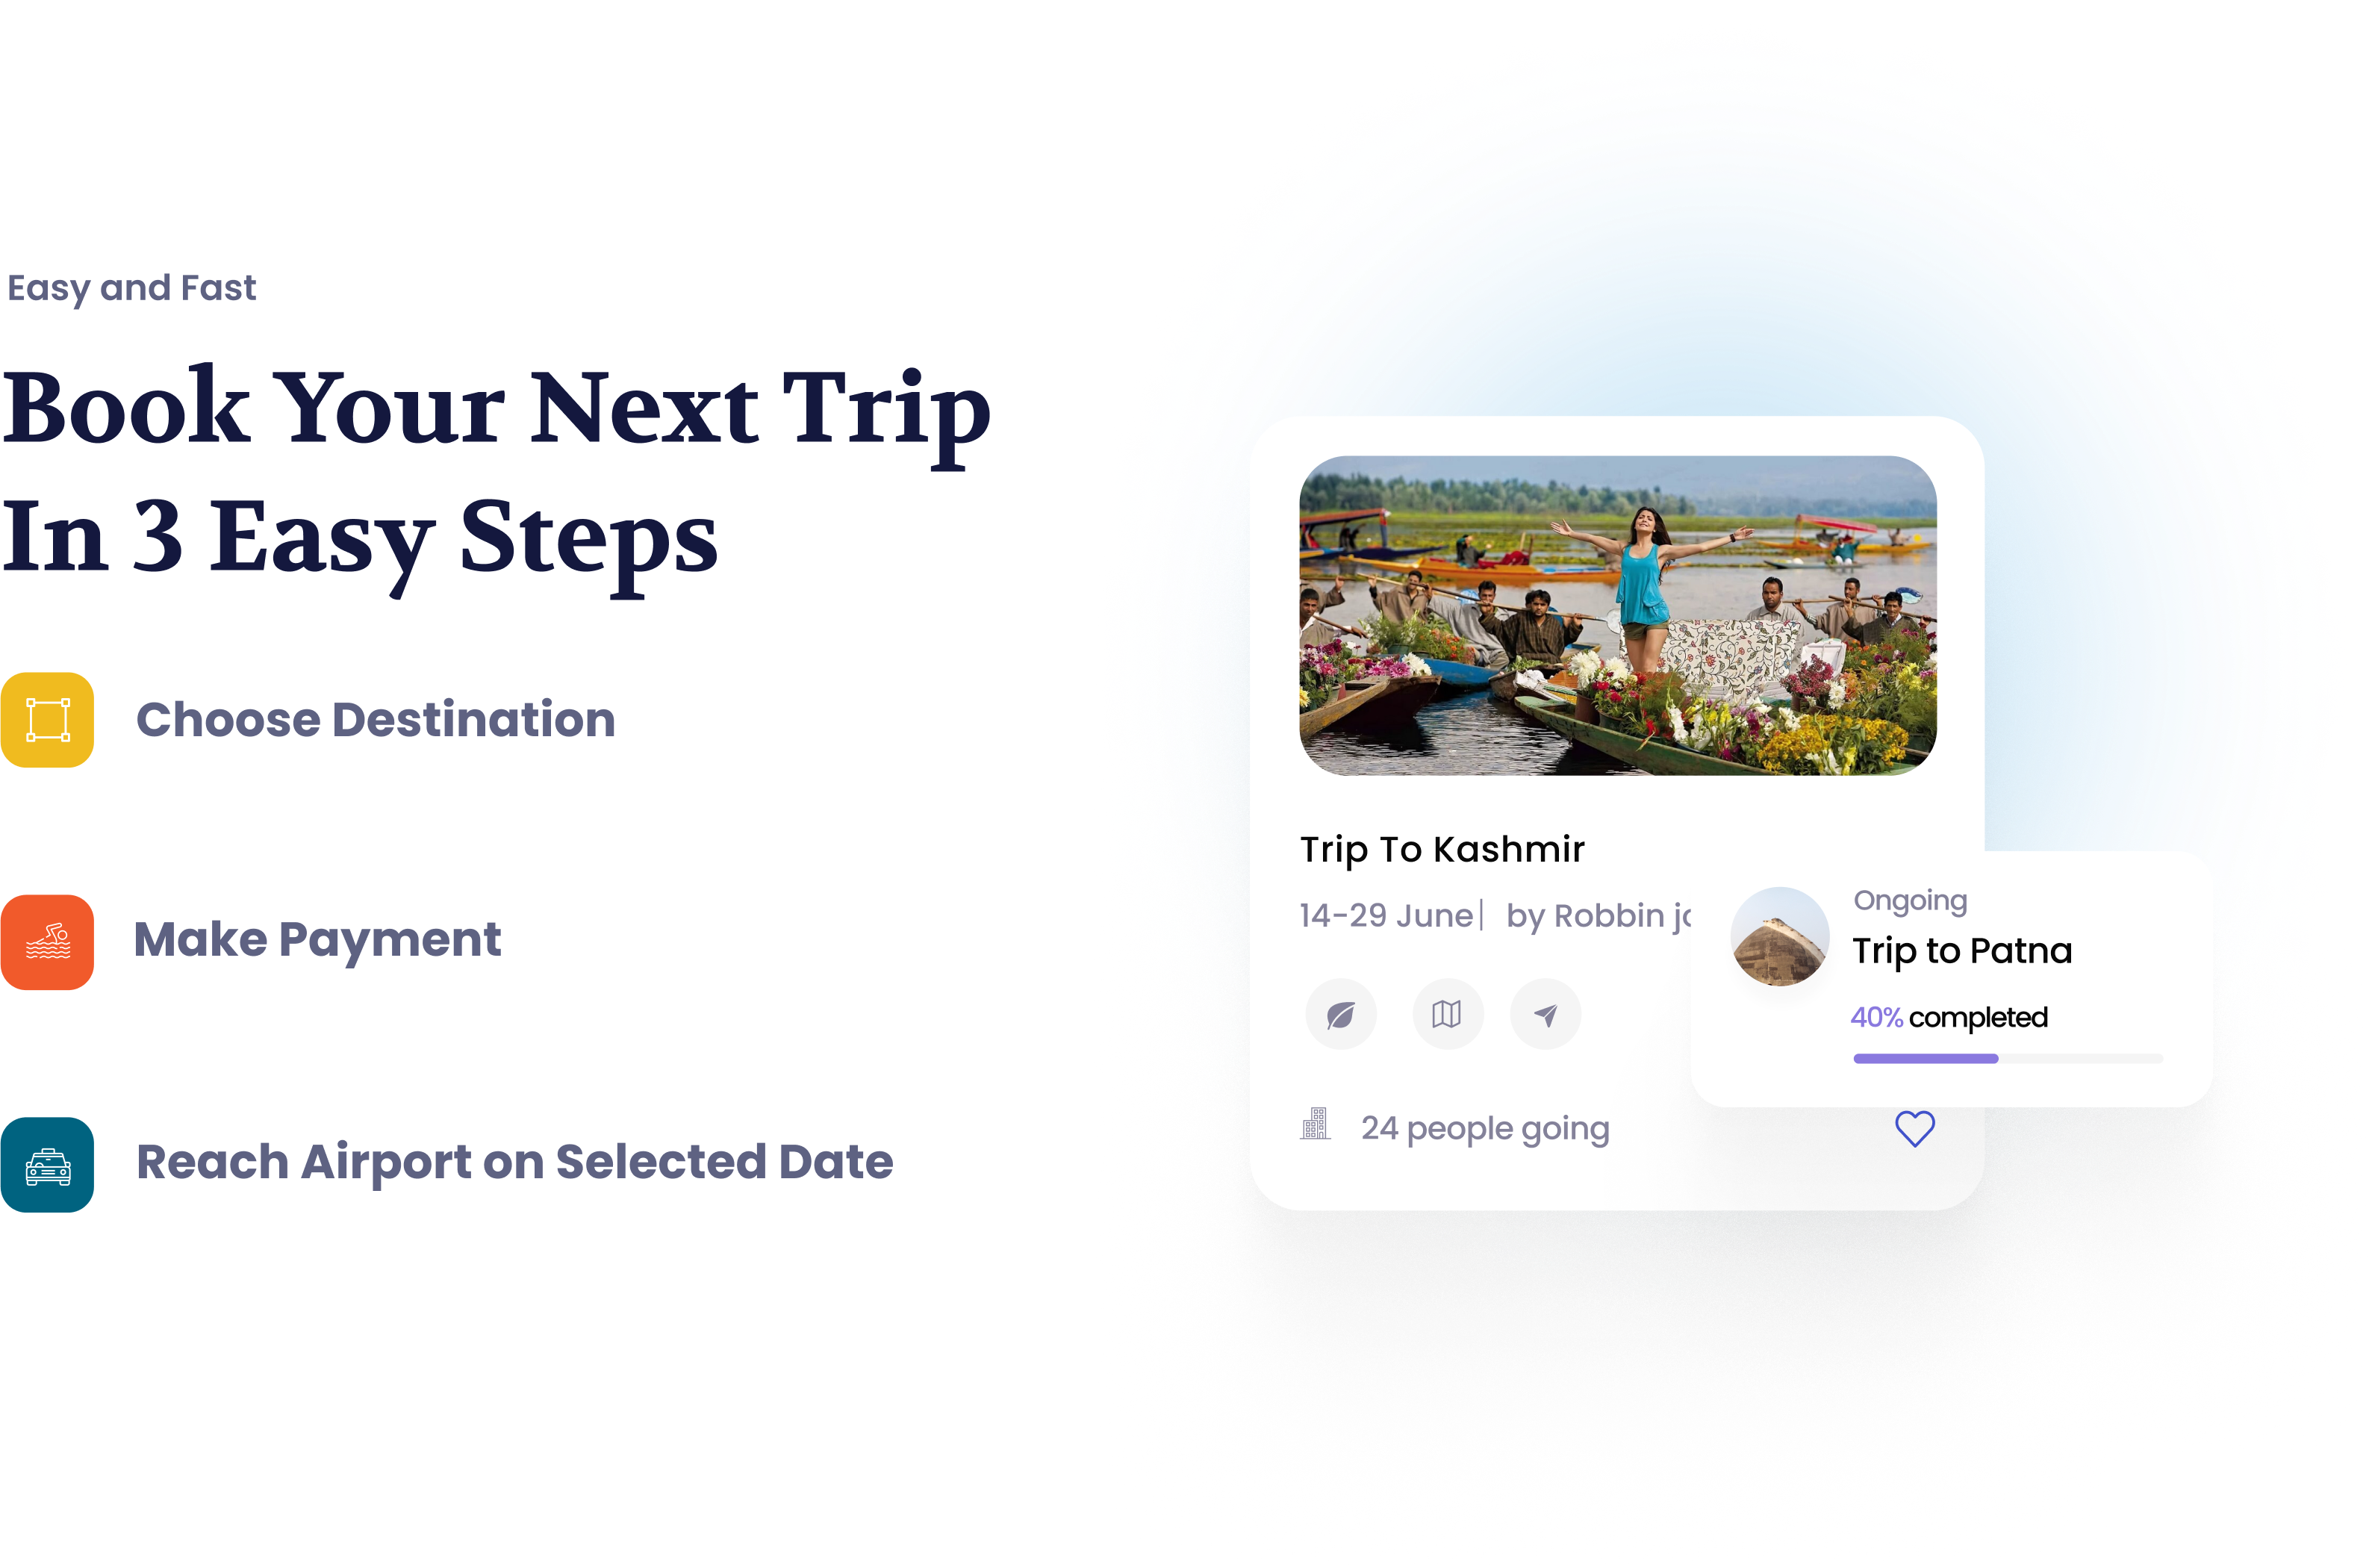 Easy and Fast
Book Your Next Trip
In 3 Easy Steps
Choose Destination
Make Payment
Reach Airport on Selected Date
Trip To Kashmir
14-29 June | by Robbin
24 people going
Ongoing
Trip to Patna
40% completed